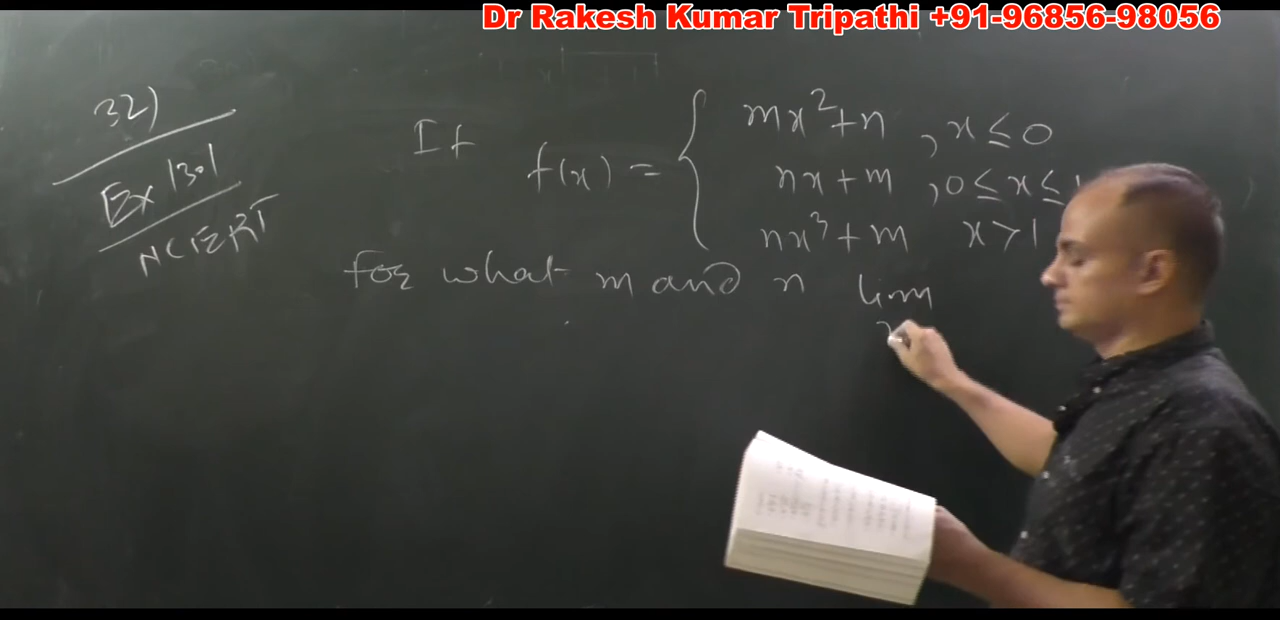 Dr Rakesh Kumar Tripathi +91-96856-98056
32)
Ex 13.1
NCERT
If f(x) = { mx²+n , x ≤ 0
nx + m , 0 ≤ x ≤ 1
nx³ + m x > 1
for what m and n lim
x